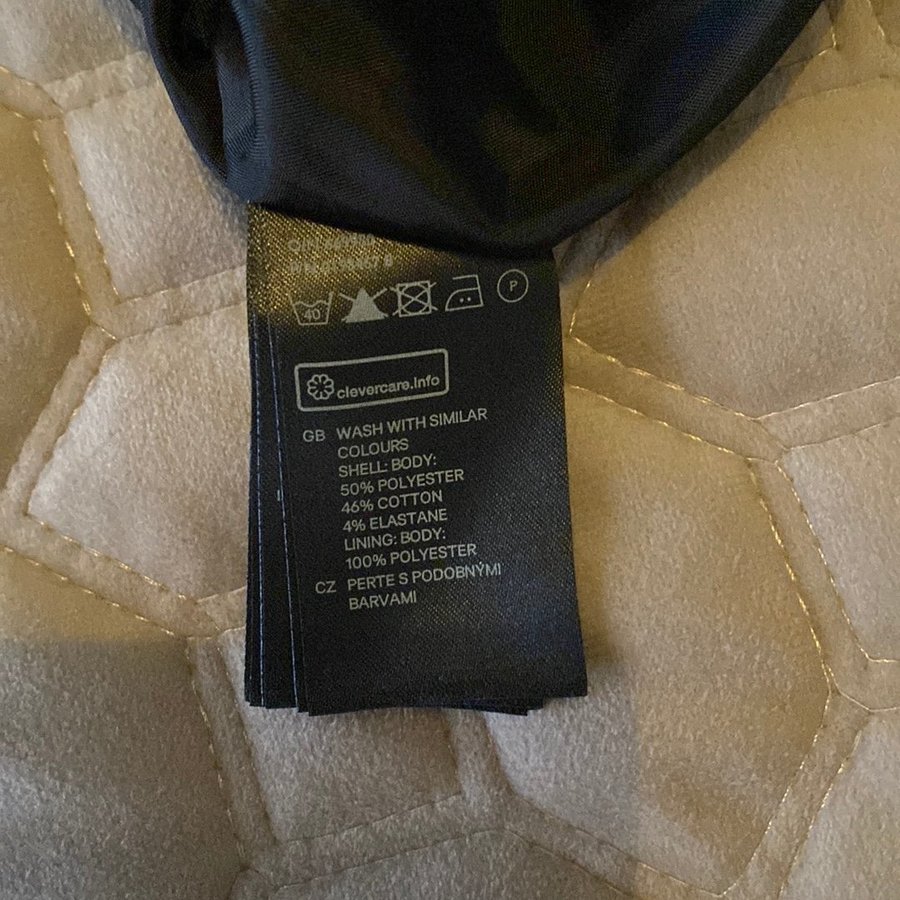 40
P
clevercare.info
GB WASH WITH SIMILAR
COLOURS
SHELL: BODY:
50% POLYESTER
46% COTTON
4% ELASTANE
LINING: BODY:
100% POLYESTER
CZ PERTE S PODOBNÝMI
BARVAMI